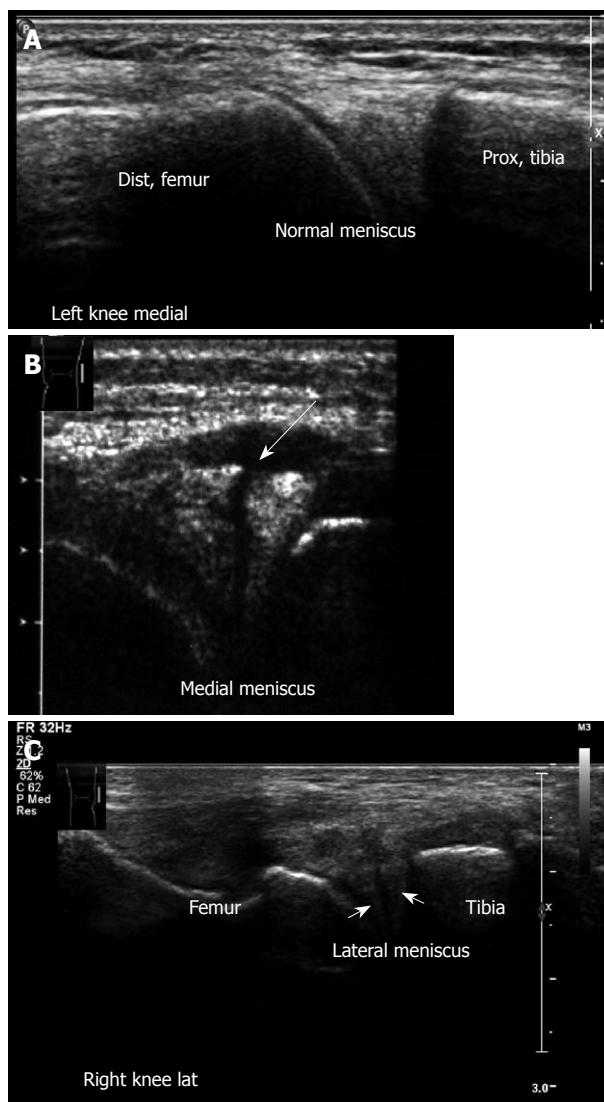 P
A
Dist, femur
Prox, tibia
X
Normal meniscus
Left knee medial
B
Medial meniscus
FR 32Hz
M3
RS
2D
62%
C 62
P Med
Res
C
X
Femur
Tibia
Lateral meniscus
Right knee lat
3.0